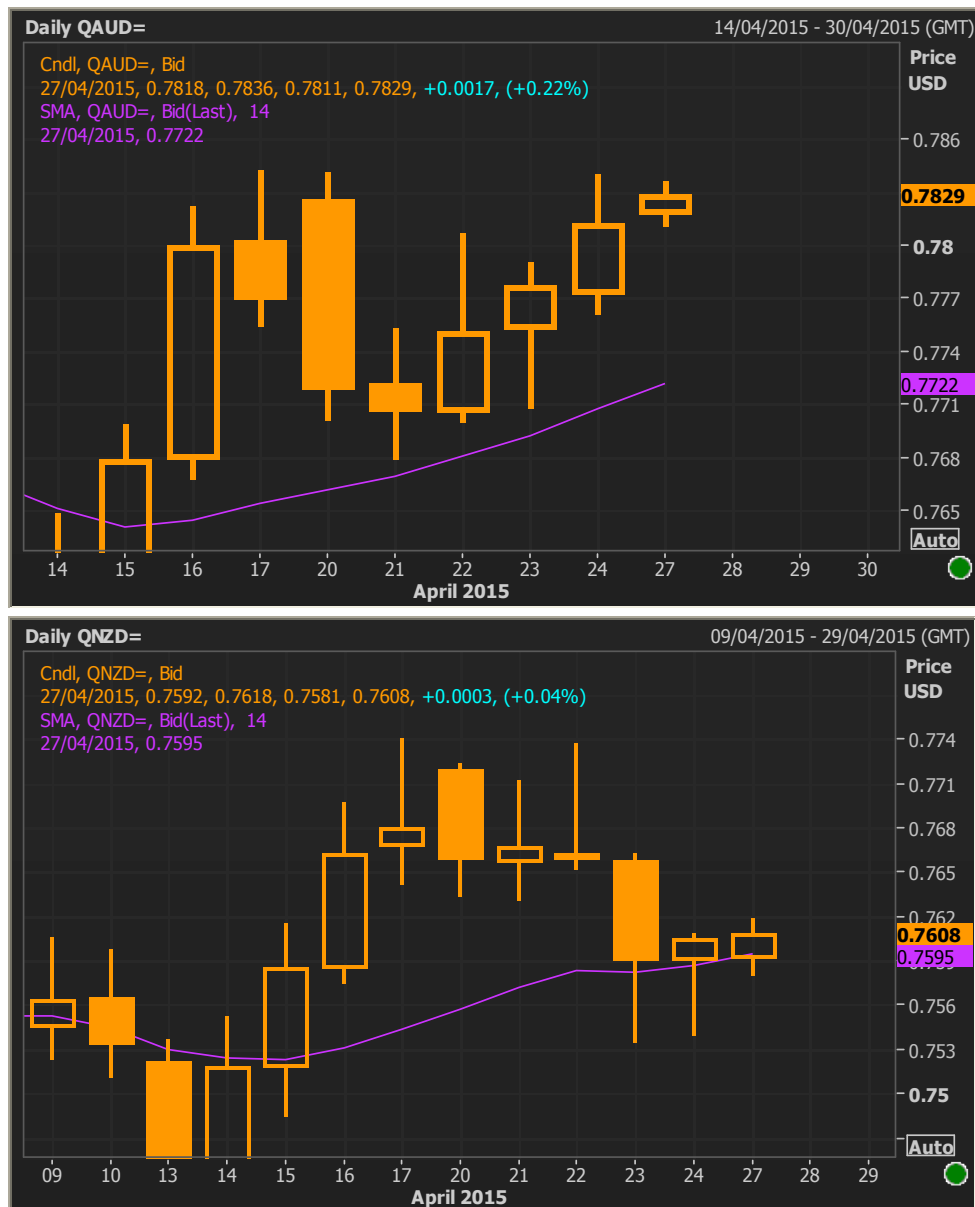 Daily QAUD= 14/04/2015 - 30/04/2015 (GMT)
Price
USD
Cndl, QAUD=, Bid
27/04/2015, 0.7818, 0.7836, 0.7811, 0.7829, +0.0017, (+0.22%)
SMA, QAUD=, Bid(Last), 14
27/04/2015, 0.7722
0.786
0.7829
0.78
0.777
0.774
0.7722
0.771
0.768
0.765
Auto
14 15 16 17 20 21 22 23 24 27 28 29 30
April 2015
Daily QNZD= 09/04/2015 - 29/04/2015 (GMT)
Price
USD
Cndl, QNZD=, Bid
27/04/2015, 0.7592, 0.7618, 0.7581, 0.7608, +0.0003, (+0.04%)
SMA, QNZD=, Bid(Last), 14
27/04/2015, 0.7595
0.774
0.771
0.768
0.765
0.762
0.7608
0.7595
0.756
0.753
0.75
Auto
09 10 13 14 15 16 17 20 21 22 23 24 27 28 29
April 2015